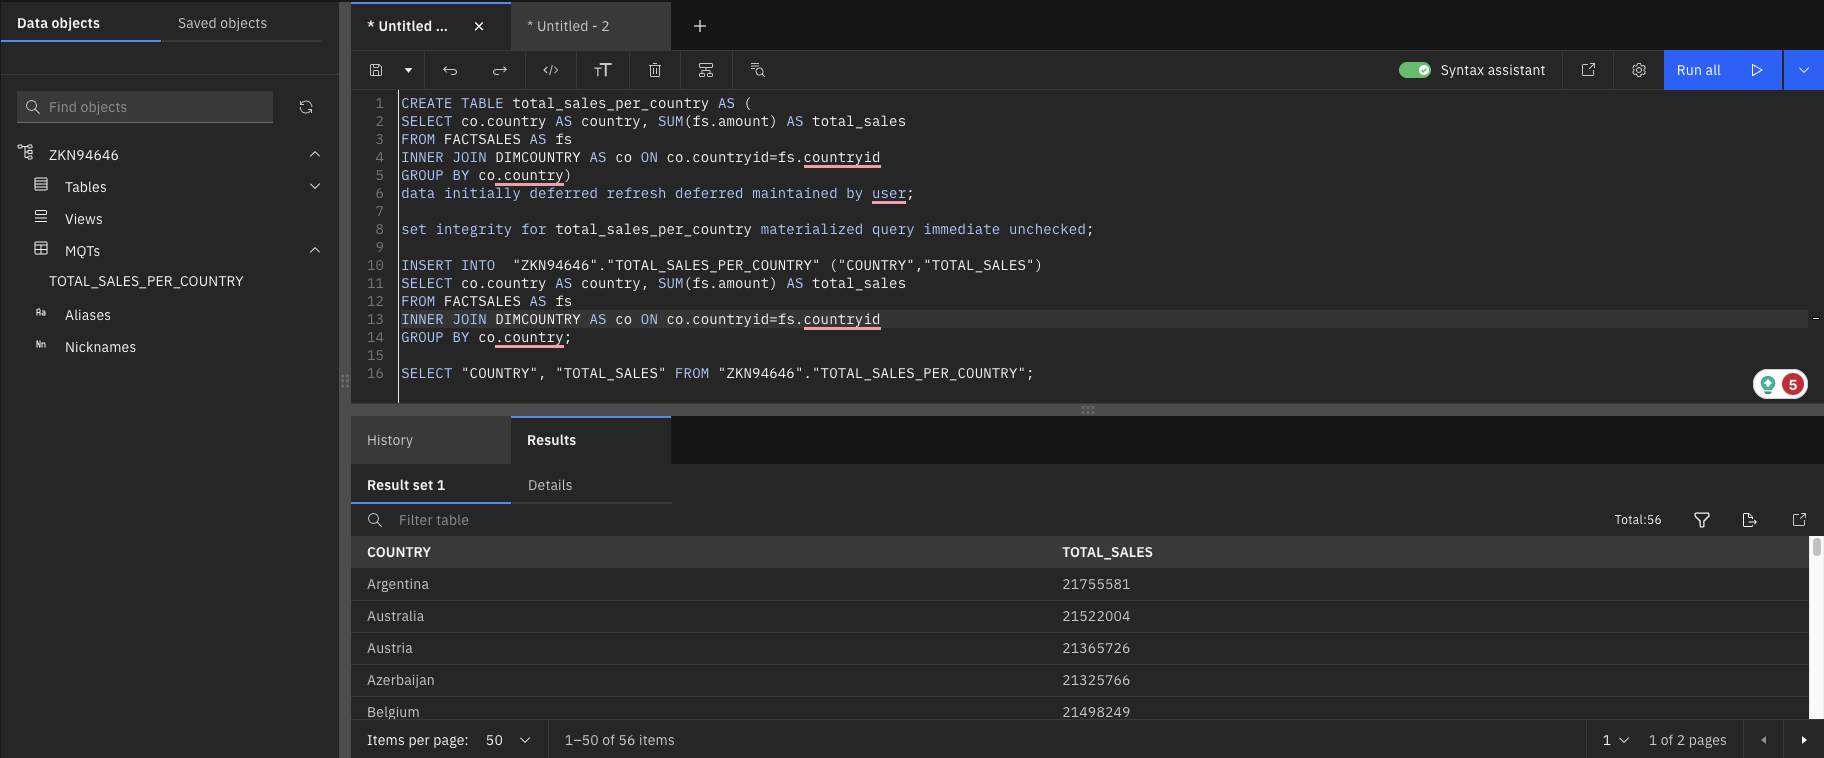 Data objects
Saved objects
Find objects
ZKN94646
Tables
Views
MQTs
TOTAL_SALES_PER_COUNTRY
Aa Aliases
Nn Nicknames
* Untitled ...
* Untitled - 2
Syntax assistant
Run all
1 CREATE TABLE total_sales_per_country AS (
2 SELECT co.country AS country, SUM(fs.amount) AS total_sales
3 FROM FACTSALES AS fs
4 INNER JOIN DIMCOUNTRY AS co ON co.countryid=fs.countryid
5 GROUP BY co.country)
6 data initially deferred refresh deferred maintained by user;
7
8 set integrity for total_sales_per_country materialized query immediate unchecked;
9
10 INSERT INTO  "ZKN94646"."TOTAL_SALES_PER_COUNTRY" ("COUNTRY","TOTAL_SALES")
11 SELECT co.country AS country, SUM(fs.amount) AS total_sales
12 FROM FACTSALES AS fs
13 INNER JOIN DIMCOUNTRY AS co ON co.countryid=fs.countryid
14 GROUP BY co.country;
15
16 SELECT "COUNTRY", "TOTAL_SALES" FROM "ZKN94646"."TOTAL_SALES_PER_COUNTRY";
5
History
Results
Result set 1
Details
Filter table
Total:56
COUNTRY TOTAL_SALES
Argentina 21755581
Australia 21522004
Austria 21365726
Azerbaijan 21325766
Belgium 21498249
Items per page: 50
1–50 of 56 items
1
1 of 2 pages